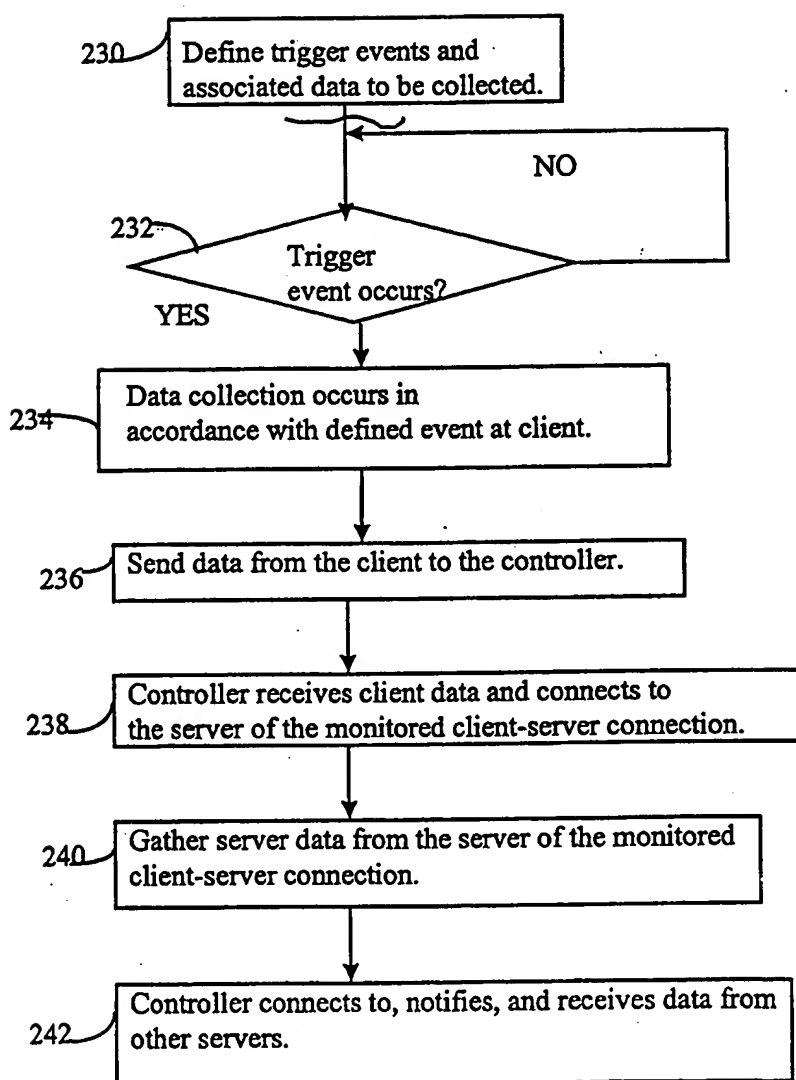 230
Define trigger events and
associated data to be collected.
NO
232
Trigger
event occurs?
YES
234
Data collection occurs in
accordance with defined event at client.
236
Send data from the client to the controller.
238
Controller receives client data and connects to
the server of the monitored client-server connection.
240
Gather server data from the server of the monitored
client-server connection.
242
Controller connects to, notifies, and receives data from
other servers.